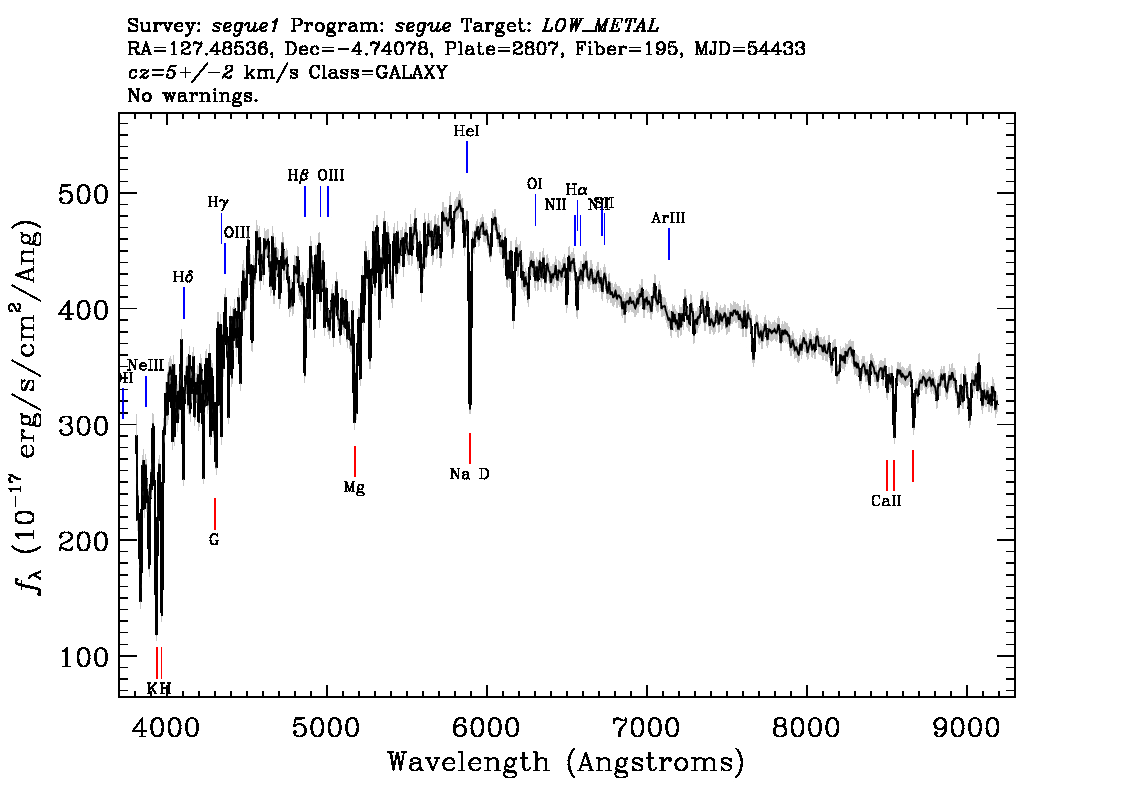 Survey: segue1 Program: segue Target: LOW_METAL
RA=127.48536, Dec=−4.74078, Plate=2807, Fiber=195, MJD=54433
cz=5+/−2 km/s Class=GALAXY
No warnings.
HeI
Hβ OIII
OI
Hα
Hγ
NII
NII
SII
ArIII
OIII
Hδ
NeIII
500
400
300
200
100
Mg
Na D
CaII
G
K H
4000 5000 6000 7000 8000 9000
Wavelength (Angstroms)
fλ (10−17 erg/s/cm2/Ang)